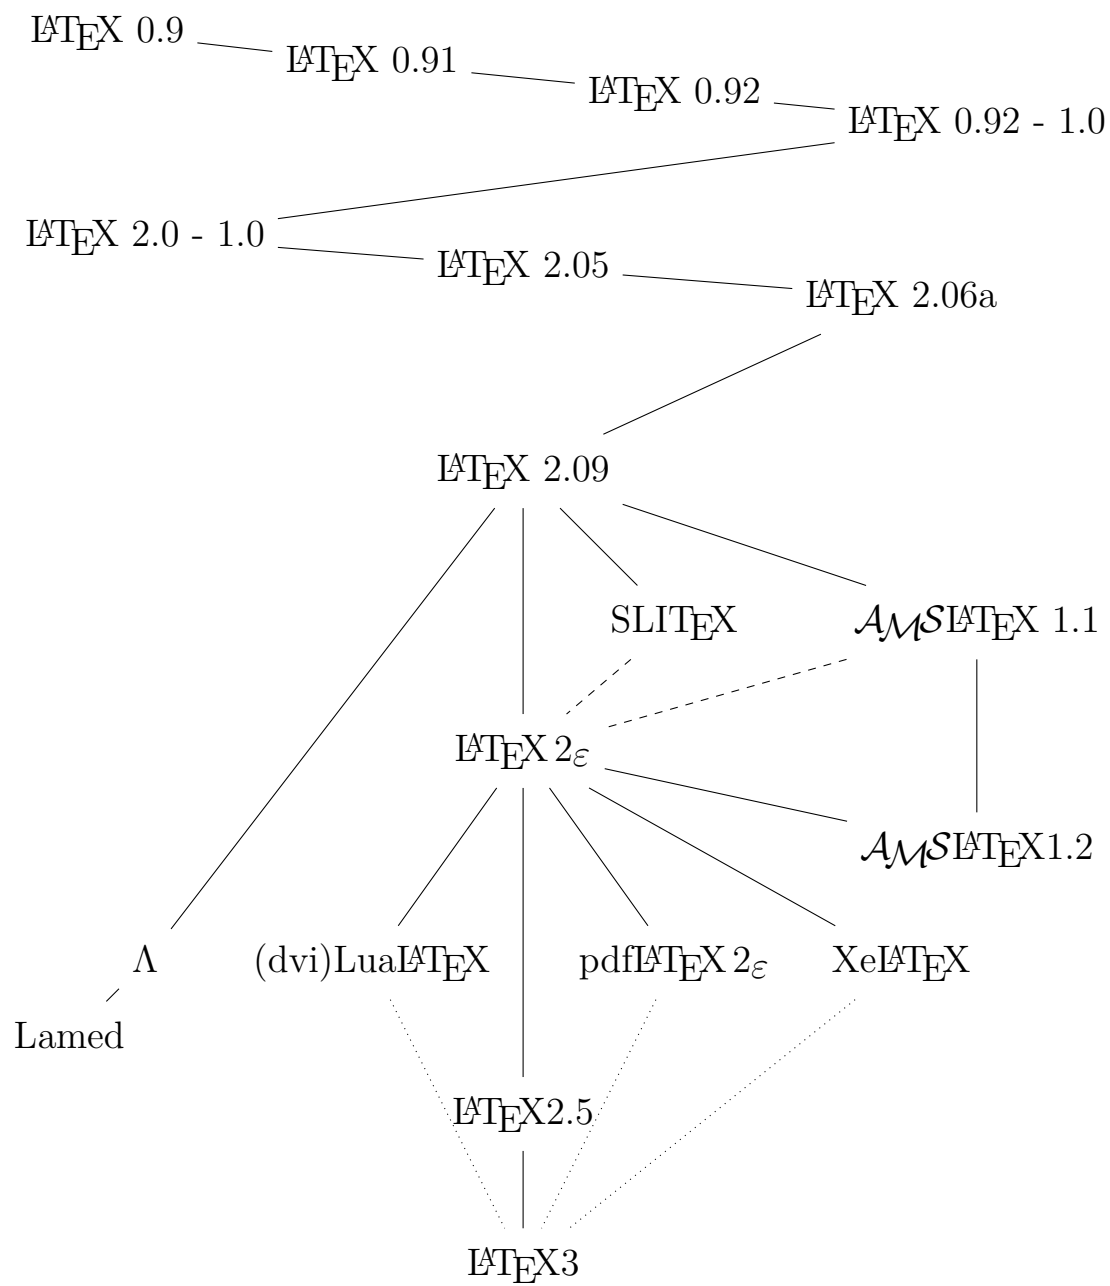 LATEX 0.9
LATEX 0.91
LATEX 0.92
LATEX 0.92 - 1.0
LATEX 2.0 - 1.0
LATEX 2.05
LATEX 2.06a
LATEX 2.09
SLITEX
AMSLATEX 1.1
LATEX 2ε
AMSLATEX1.2
Λ
(dvi)LuaLATEX
pdfLATEX 2ε
XeLATEX
Lamed
LATEX2.5
LATEX3